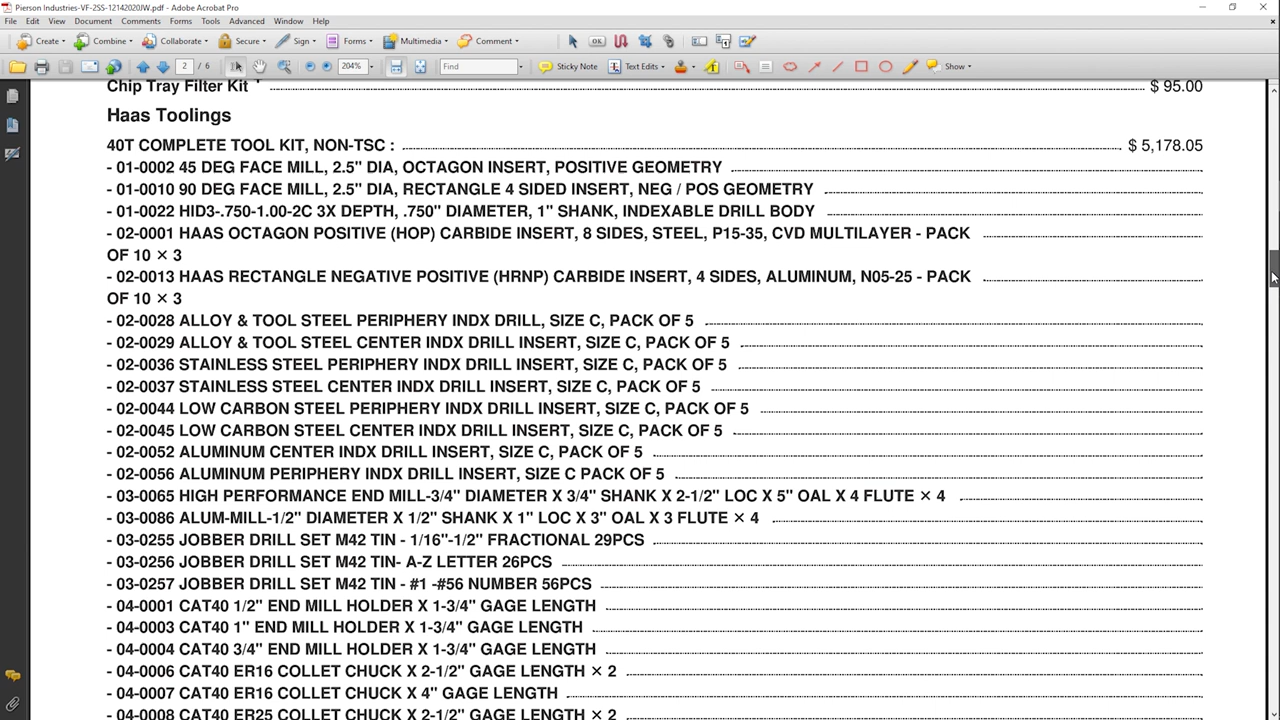 Pierson Industries-VF-2SS-12142020JW.pdf - Adobe Acrobat Pro
File Edit View Document Comments Forms Tools Advanced Window Help
Create Combine Collaborate Secure Sign Forms Multimedia Comment
2 / 6 204% Find Sticky Note Text Edits Show
Chip Tray Filter Kit $ 95.00
Haas Toolings
40T COMPLETE TOOL KIT, NON-TSC : $ 5,178.05
- 01-0002 45 DEG FACE MILL, 2.5" DIA, OCTAGON INSERT, POSITIVE GEOMETRY
- 01-0010 90 DEG FACE MILL, 2.5" DIA, RECTANGLE 4 SIDED INSERT, NEG / POS GEOMETRY
- 01-0022 HID3-.750-1.00-2C 3X DEPTH, .750" DIAMETER, 1" SHANK, INDEXABLE DRILL BODY
- 02-0001 HAAS OCTAGON POSITIVE (HOP) CARBIDE INSERT, 8 SIDES, STEEL, P15-35, CVD MULTILAYER - PACK
OF 10 × 3
- 02-0013 HAAS RECTANGLE NEGATIVE POSITIVE (HRNP) CARBIDE INSERT, 4 SIDES, ALUMINUM, N05-25 - PACK
OF 10 × 3
- 02-0028 ALLOY & TOOL STEEL PERIPHERY INDX DRILL, SIZE C, PACK OF 5
- 02-0029 ALLOY & TOOL STEEL CENTER INDX DRILL INSERT, SIZE C, PACK OF 5
- 02-0036 STAINLESS STEEL PERIPHERY INDX DRILL INSERT, SIZE C, PACK OF 5
- 02-0037 STAINLESS STEEL CENTER INDX DRILL INSERT, SIZE C, PACK OF 5
- 02-0044 LOW CARBON STEEL PERIPHERY INDX DRILL INSERT, SIZE C, PACK OF 5
- 02-0045 LOW CARBON STEEL CENTER INDX DRILL INSERT, SIZE C, PACK OF 5
- 02-0052 ALUMINUM CENTER INDX DRILL INSERT, SIZE C, PACK OF 5
- 02-0056 ALUMINUM PERIPHERY INDX DRILL INSERT, SIZE C PACK OF 5
- 03-0065 HIGH PERFORMANCE END MILL-3/4" DIAMETER X 3/4" SHANK X 2-1/2" LOC X 5" OAL X 4 FLUTE × 4
- 03-0086 ALUM-MILL-1/2" DIAMETER X 1/2" SHANK X 1" LOC X 3" OAL X 3 FLUTE × 4
- 03-0255 JOBBER DRILL SET M42 TIN - 1/16"-1/2" FRACTIONAL 29PCS
- 03-0256 JOBBER DRILL SET M42 TIN- A-Z LETTER 26PCS
- 03-0257 JOBBER DRILL SET M42 TIN - #1 -#56 NUMBER 56PCS
- 04-0001 CAT40 1/2" END MILL HOLDER X 1-3/4" GAGE LENGTH
- 04-0003 CAT40 1" END MILL HOLDER X 1-3/4" GAGE LENGTH
- 04-0004 CAT40 3/4" END MILL HOLDER X 1-3/4" GAGE LENGTH
- 04-0006 CAT40 ER16 COLLET CHUCK X 2-1/2" GAGE LENGTH × 2
- 04-0007 CAT40 ER16 COLLET CHUCK X 4" GAGE LENGTH
- 04-0008 CAT40 ER25 COLLET CHUCK X 2-1/2" GAGE LENGTH × 2